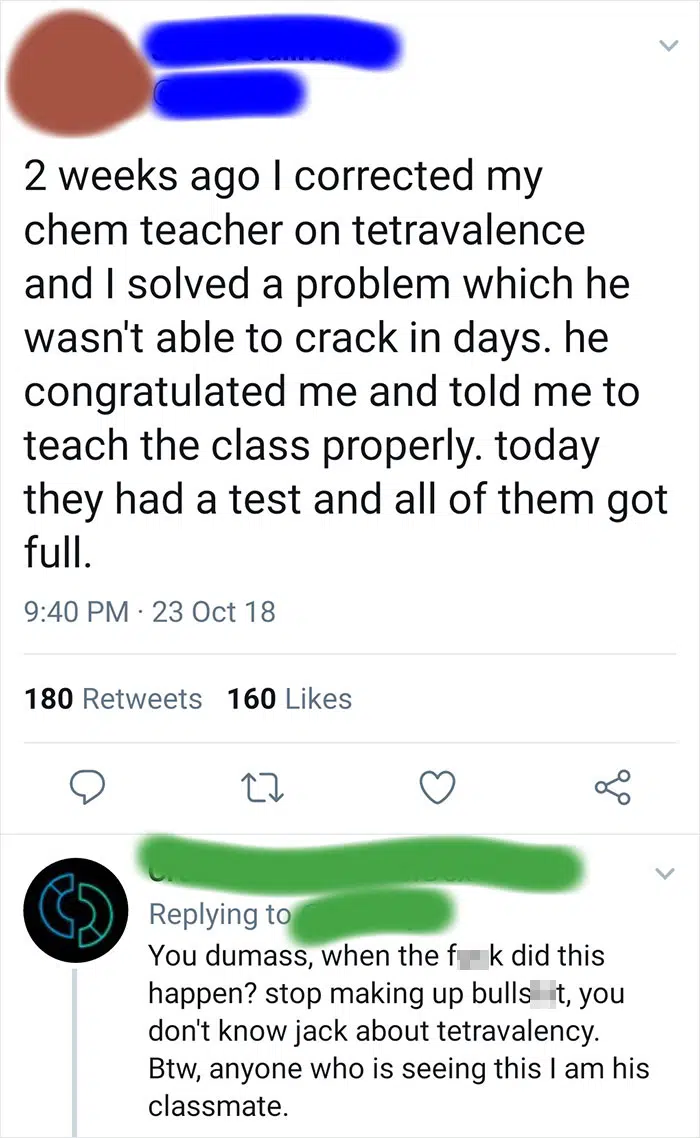 2 weeks ago I corrected my
chem teacher on tetravalence
and I solved a problem which he
wasn't able to crack in days. he
congratulated me and told me to
teach the class properly. today
they had a test and all of them got
full.
9:40 PM · 23 Oct 18
180 Retweets 160 Likes
Replying to
You dumass, when the f k did this
happen? stop making up bulls t, you
don't know jack about tetravalency.
Btw, anyone who is seeing this I am his
classmate.